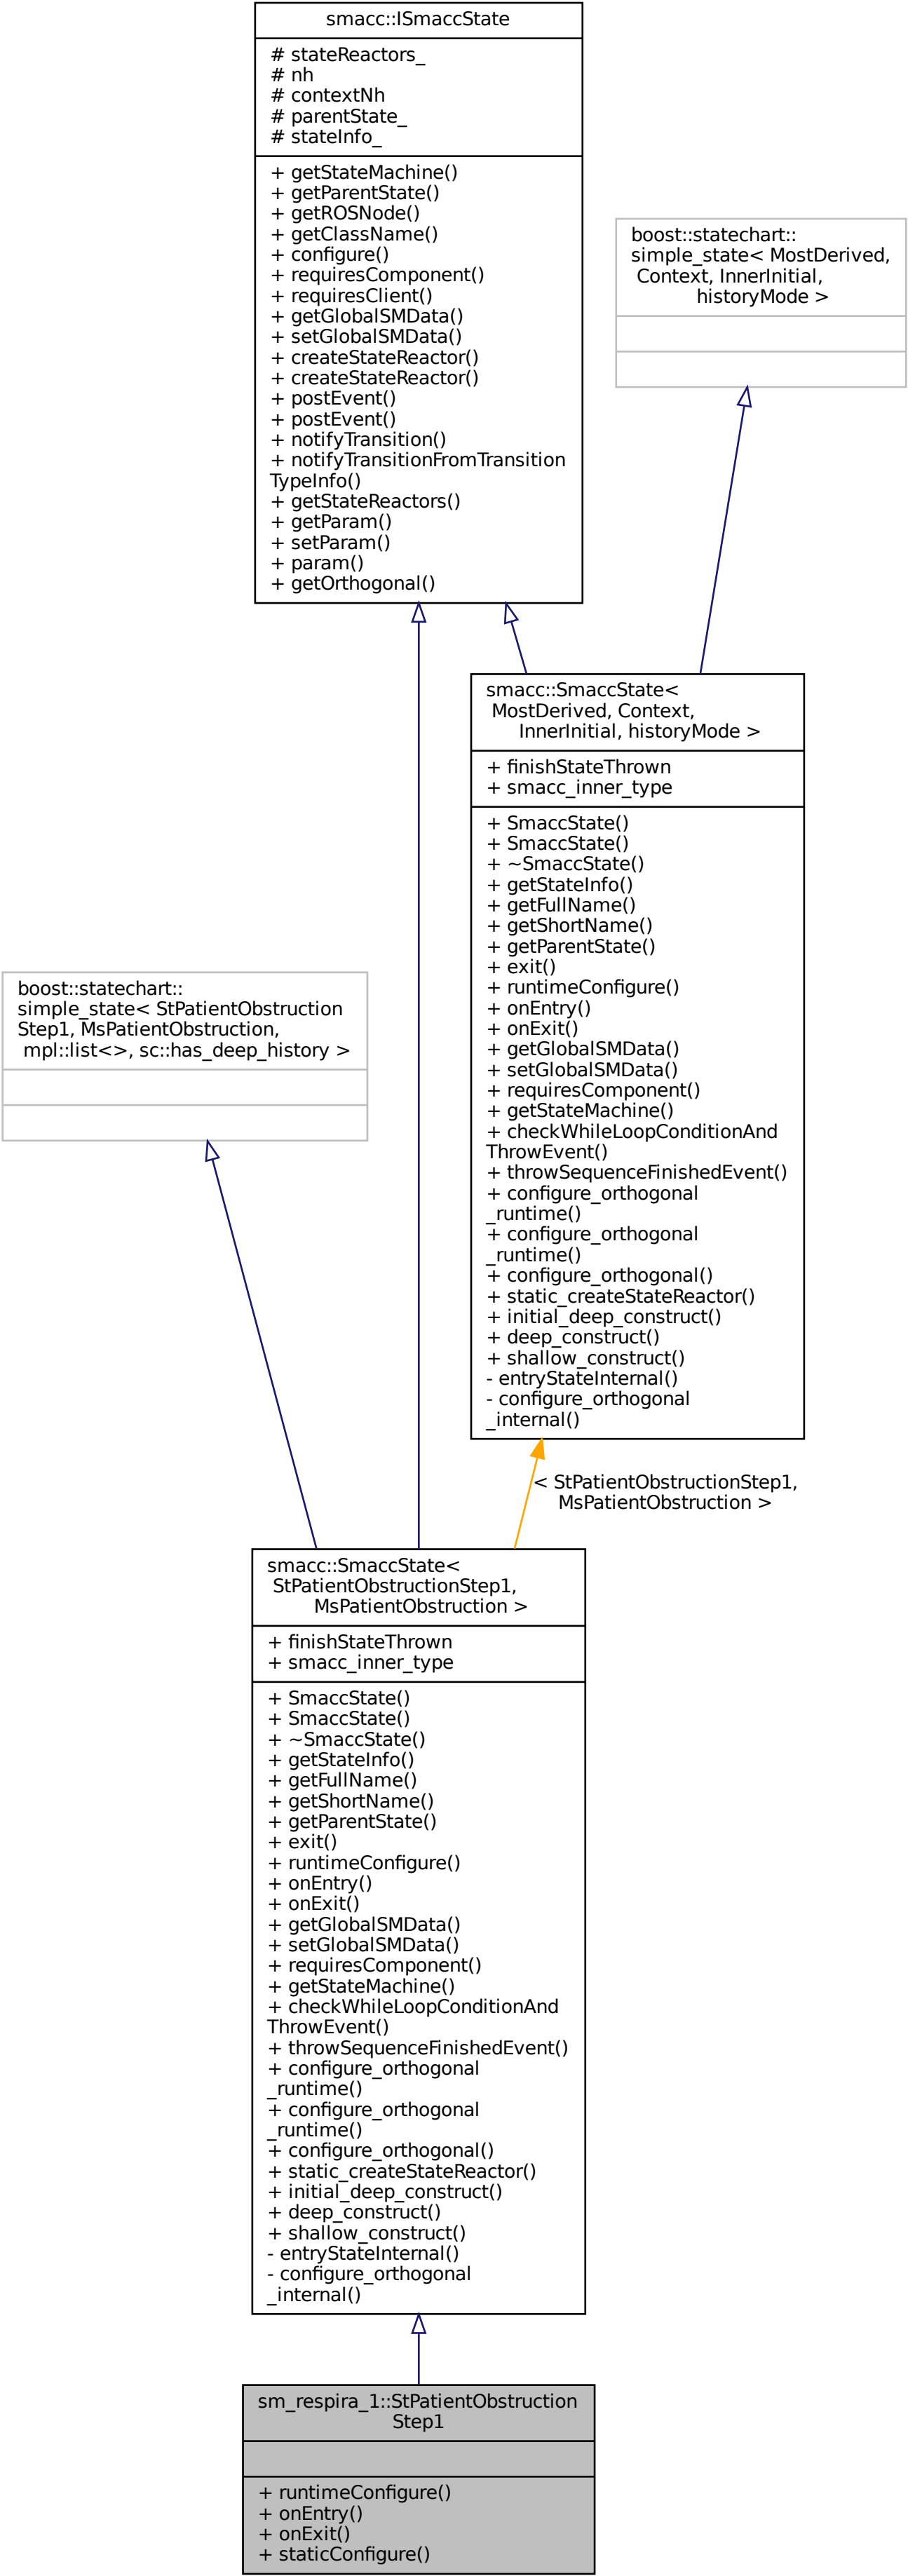 smacc::ISmaccState
# stateReactors_
# nh
# contextNh
# parentState_
# stateInfo_
+ getStateMachine()
+ getParentState()
+ getROSNode()
+ getClassName()
+ configure()
+ requiresComponent()
+ requiresClient()
+ getGlobalSMData()
+ setGlobalSMData()
+ createStateReactor()
+ createStateReactor()
+ postEvent()
+ postEvent()
+ notifyTransition()
+ notifyTransitionFromTransition
TypeInfo()
+ getStateReactors()
+ getParam()
+ setParam()
+ param()
+ getOrthogonal()
boost::statechart::
simple_state< MostDerived,
Context, InnerInitial,
historyMode >
smacc::SmaccState<
MostDerived, Context,
InnerInitial, historyMode >
+ finishStateThrown
+ smacc_inner_type
+ SmaccState()
+ SmaccState()
+ ~SmaccState()
+ getStateInfo()
+ getFullName()
+ getShortName()
+ getParentState()
+ exit()
+ runtimeConfigure()
+ onEntry()
+ onExit()
+ getGlobalSMData()
+ setGlobalSMData()
+ requiresComponent()
+ getStateMachine()
+ checkWhileLoopConditionAnd
ThrowEvent()
+ throwSequenceFinishedEvent()
+ configure_orthogonal
_runtime()
+ configure_orthogonal
_runtime()
+ configure_orthogonal()
+ static_createStateReactor()
+ initial_deep_construct()
+ deep_construct()
+ shallow_construct()
- entryStateInternal()
- configure_orthogonal
_internal()
boost::statechart::
simple_state< StPatientObstruction
Step1, MsPatientObstruction,
mpl::list<>, sc::has_deep_history >
< StPatientObstructionStep1,
MsPatientObstruction >
smacc::SmaccState<
StPatientObstructionStep1,
MsPatientObstruction >
+ finishStateThrown
+ smacc_inner_type
+ SmaccState()
+ SmaccState()
+ ~SmaccState()
+ getStateInfo()
+ getFullName()
+ getShortName()
+ getParentState()
+ exit()
+ runtimeConfigure()
+ onEntry()
+ onExit()
+ getGlobalSMData()
+ setGlobalSMData()
+ requiresComponent()
+ getStateMachine()
+ checkWhileLoopConditionAnd
ThrowEvent()
+ throwSequenceFinishedEvent()
+ configure_orthogonal
_runtime()
+ configure_orthogonal
_runtime()
+ configure_orthogonal()
+ static_createStateReactor()
+ initial_deep_construct()
+ deep_construct()
+ shallow_construct()
- entryStateInternal()
- configure_orthogonal
_internal()
sm_respira_1::StPatientObstruction
Step1
+ runtimeConfigure()
+ onEntry()
+ onExit()
+ staticConfigure()